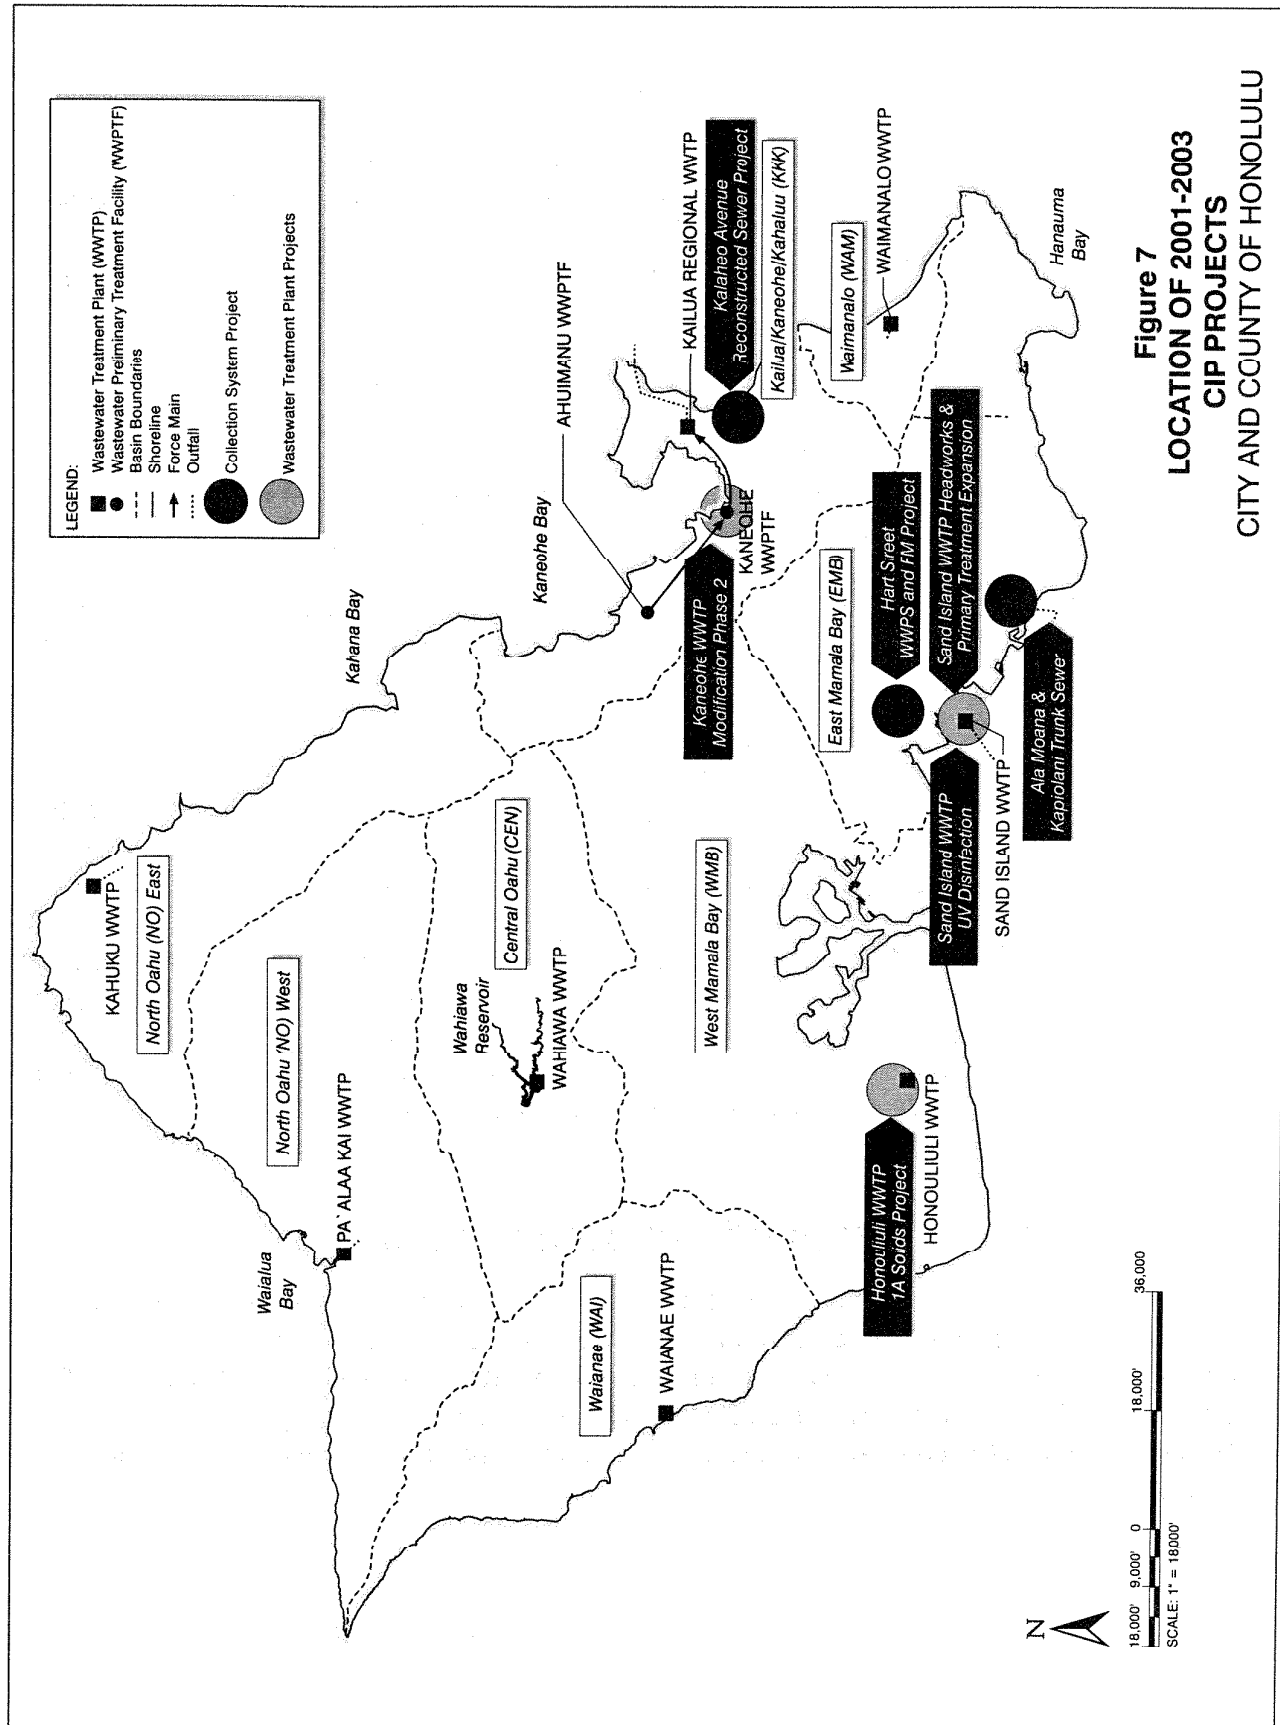 LEGEND:
Wastewater Treatment Plant (WWTP)
Wastewater Preliminary Treatment Facility (WWPTF)
Basin Boundaries
Shoreline
Force Main
Outfall
Collection System Project
Wastewater Treatment Plant Projects
Kahana Bay
Kaneohe Bay
AHUIMANU WWPTF
KAILUA REGIONAL WWTP
Kalaheo Avenue
Reconstructed Sewer Project
Kailua/Kaneohe/Kahaluu (KKK)
Waimanalo (WAM)
WAIMANALO WWTP
Hanauma
Bay
KANEOHE
WWPTF
Kaneohe WWTP
Modification Phase 2
East Mamala Bay (EMB)
Hart Sreet
WWPS and FM Project
Sand Island WWTP Headworks &
Primary Treatment Expansion
Ala Moana &
Kapiolani Trunk Sewer
Sand Island WWTP
UV Disinfection
SAND ISLAND WWTP
KAHUKU WWTP
North Oahu (NO) East
North Oahu 'NO) West
Central Oahu (CEN)
Wahiawa
Reservoir
WAHIAWA WWTP
West Mamala Bay (WMB)
PA`ALAA KAI WWTP
Waialua
Bay
Waianae (WAI)
WAIANAE WWTP
Honouliuli WWTP
1A Soids Project
HONOULIULI WWTP
N
18,000' 9,000' 0 18,000' 36,000
SCALE: 1" = 18000'
Figure 7
LOCATION OF 2001-2003
CIP PROJECTS
CITY AND COUNTY OF HONOLULU